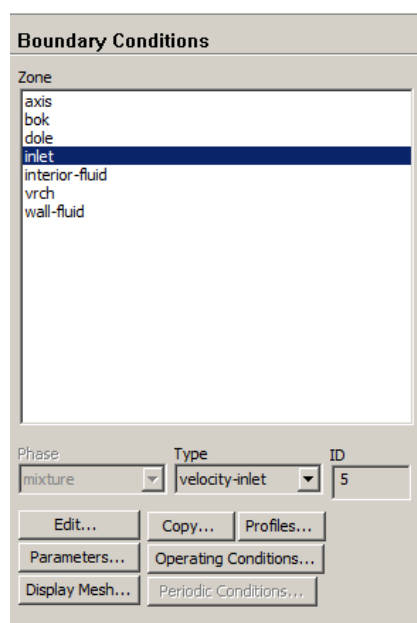 Boundary Conditions
Zone
axis
bok
dole
inlet
interior-fluid
vrch
wall-fluid
Phase Type ID
mixture velocity-inlet 5
Edit... Copy... Profiles...
Parameters... Operating Conditions...
Display Mesh... Periodic Conditions...